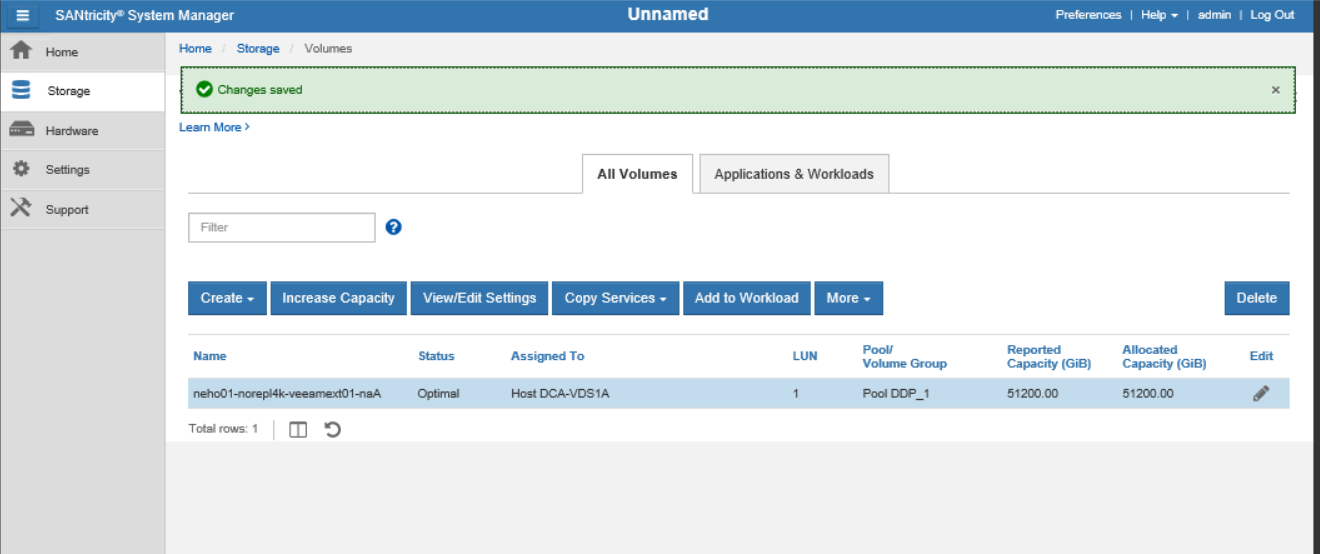 SANtricity® System Manager
Unnamed
Preferences | Help | admin | Log Out
Home
Storage
Hardware
Settings
Support
Home / Storage / Volumes
Changes saved ×
Learn More >
All Volumes
Applications & Workloads
Filter
?
Create
Increase Capacity
View/Edit Settings
Copy Services
Add to Workload
More
Delete
Name Status Assigned To LUN Pool/ Volume Group Reported Capacity (GiB) Allocated Capacity (GiB) Edit
neho01-norepl4k-veeamext01-naA Optimal Host DCA-VDS1A 1 Pool DDP_1 51200.00 51200.00
Total rows: 1